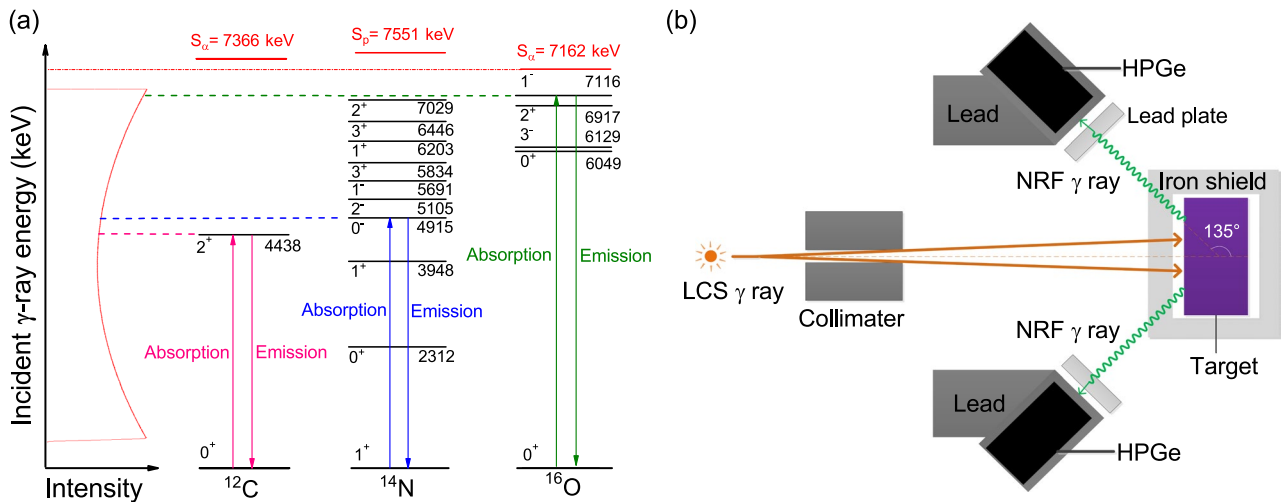 (a)
Incident γ-ray energy (keV)
Intensity
Sα= 7366 keV
2⁺ 4438
Absorption Emission
0⁺
¹²C
Sp= 7551 keV
2⁺ 7029
3⁺ 6446
1⁺ 6203
3⁺ 5834
1⁻ 5691
2⁻ 5105
0⁻ 4915
1⁺ 3948
Absorption Emission
0⁺ 2312
1⁺
¹⁴N
Sα= 7162 keV
1⁻ 7116
2⁺ 6917
3⁻ 6129
0⁺ 6049
Absorption Emission
0⁺
¹⁶O
(b)
HPGe
Lead
Lead plate
NRF γ ray
Iron shield
135°
LCS γ ray
Collimater
NRF γ ray
Target
Lead
HPGe